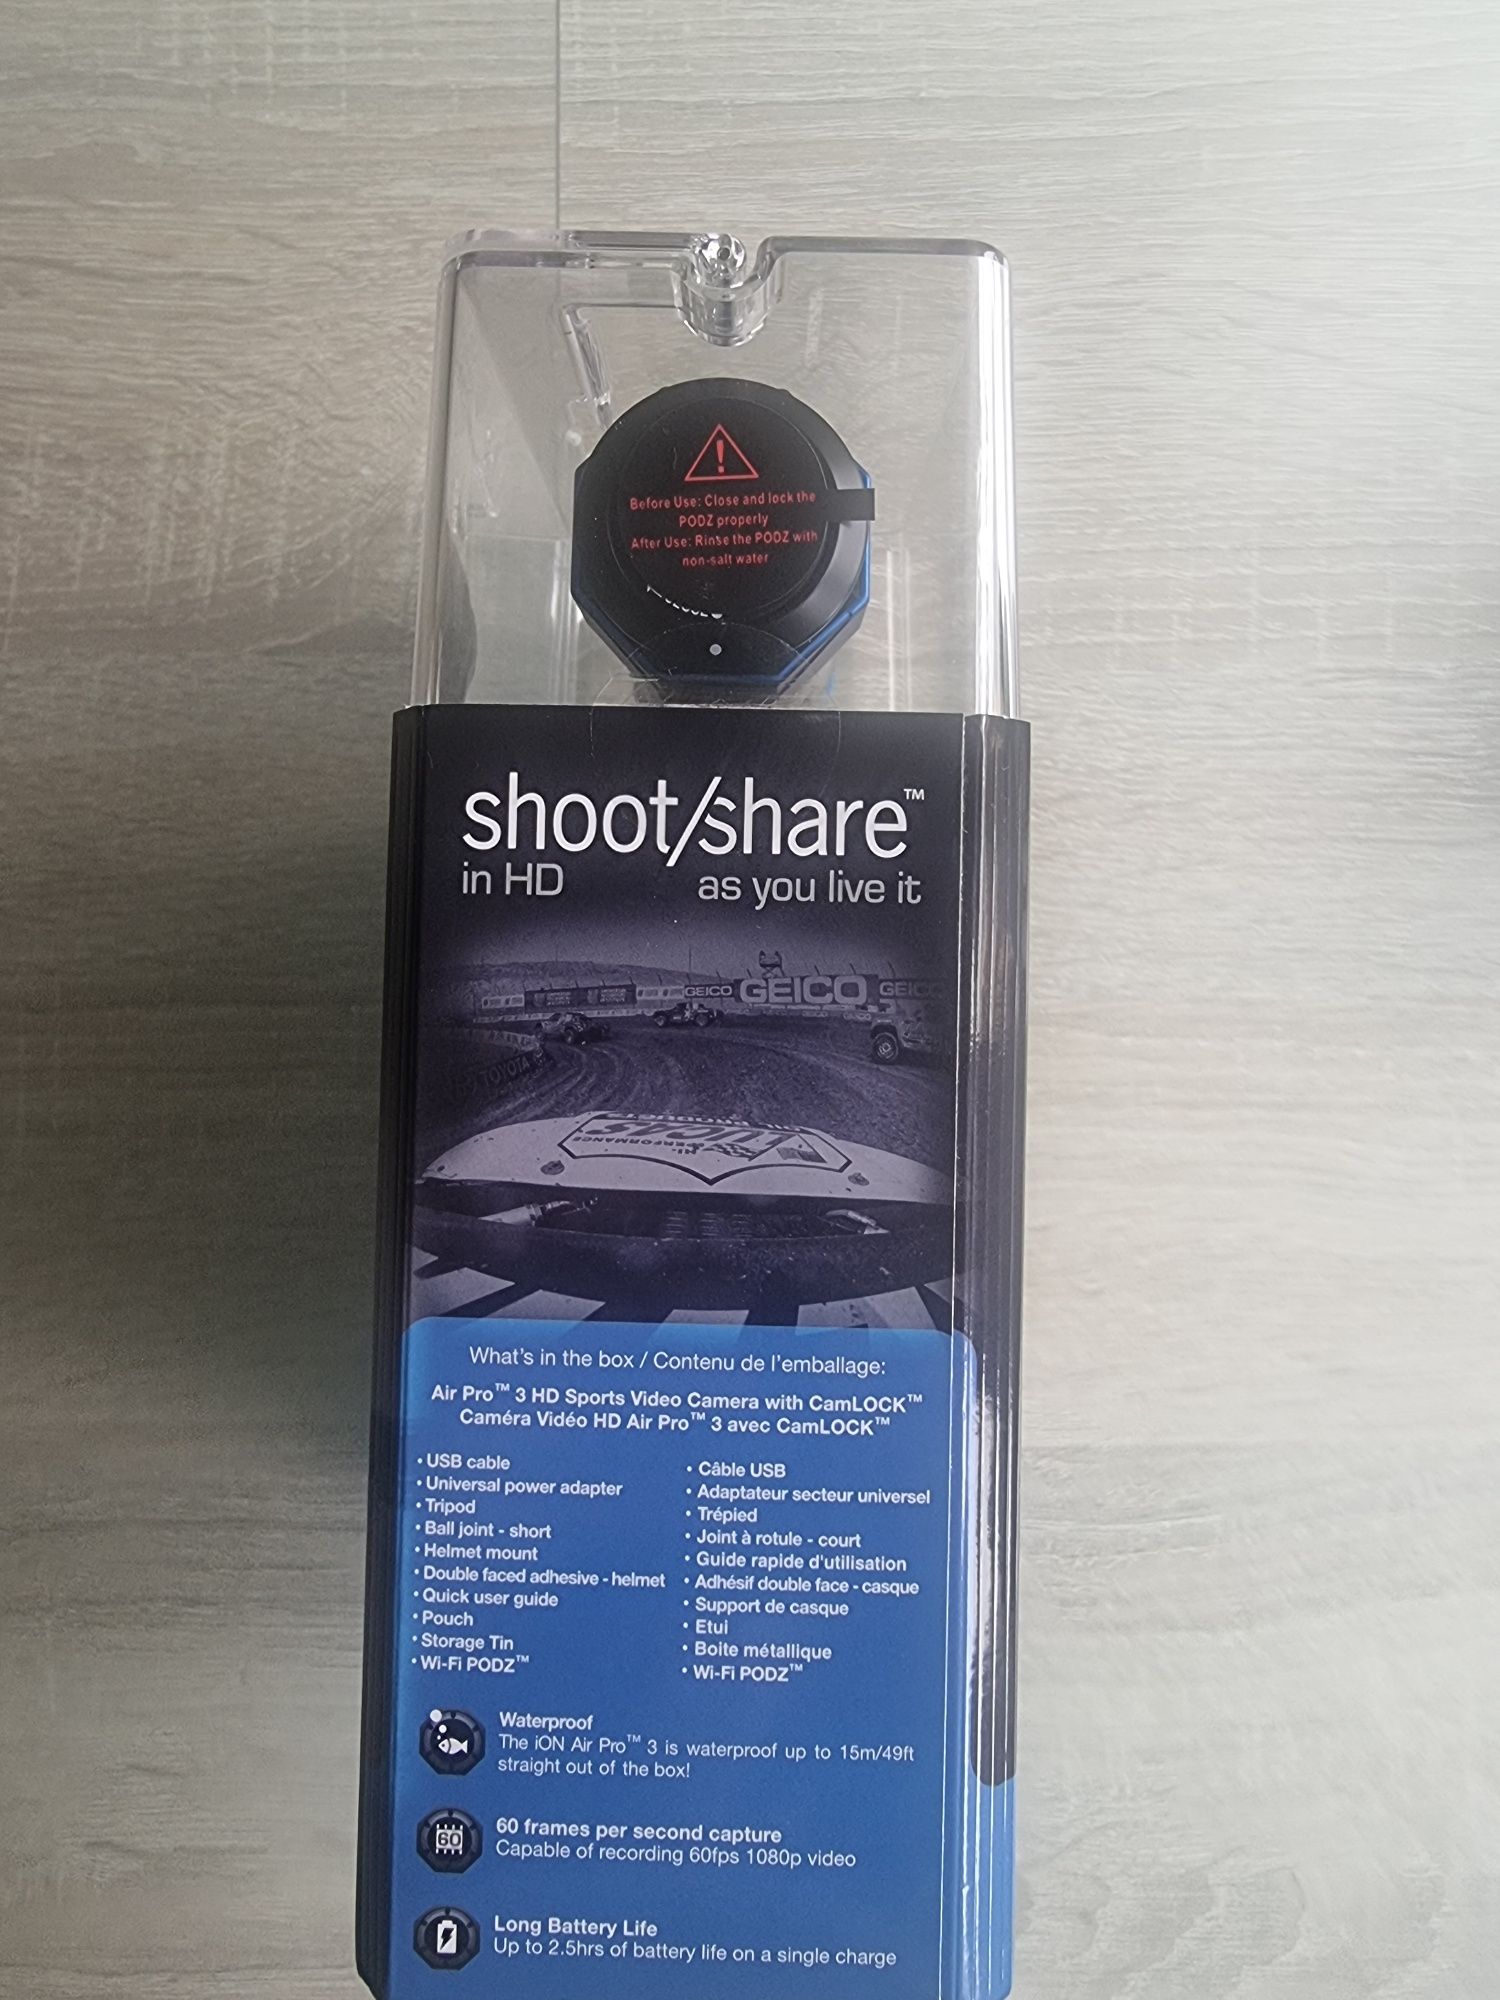 Before Use: Close and lock the
PODZ properly
After Use: Rinse the PODZ with
non-salt water
shoot/share™
in HD
as you live it
GEICO GEICO GEICO
TOYOTA
LUCAS
HI-PERFORMANCE
What's in the box / Contenu de l'emballage:
Air Pro™ 3 HD Sports Video Camera with CamLOCK™
Caméra Vidéo HD Air Pro™ 3 avec CamLOCK™
• USB cable
• Universal power adapter
• Tripod
• Ball joint - short
• Helmet mount
• Double faced adhesive - helmet
• Quick user guide
• Pouch
• Storage Tin
• Wi-Fi PODZ™
• Câble USB
• Adaptateur secteur universel
• Trépied
• Joint à rotule - court
• Guide rapide d'utilisation
• Adhésif double face - casque
• Support de casque
• Etui
• Boite métallique
• Wi-Fi PODZ™
Waterproof
The iON Air Pro™ 3 is waterproof up to 15m/49ft
straight out of the box!
60
60 frames per second capture
Capable of recording 60fps 1080p video
Long Battery Life
Up to 2.5hrs of battery life on a single charge